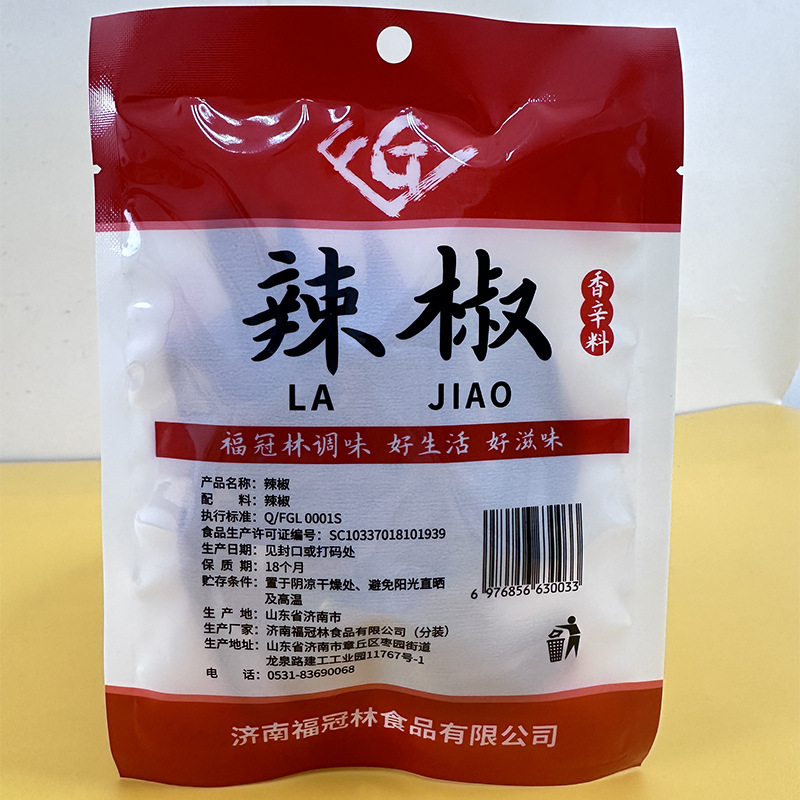 FG
辣椒
香辛料
LA JIAO
福冠林调味 好生活 好滋味
产品名称：辣椒
配 料：辣椒
执行标准：Q/FGL 0001S
食品生产许可证编号：SC10337018101939
生产日期：见封口或打码处
保 质 期：18个月
贮存条件：置于阴凉干燥处、避免阳光直晒
及高温
生 产 地：山东省济南市
生产厂家：济南福冠林食品有限公司（分装）
生产地址：山东省济南市章丘区枣园街道
龙泉路建工工业园11767号-1
电 话：0531-83690068
6 976856 630033
济南福冠林食品有限公司